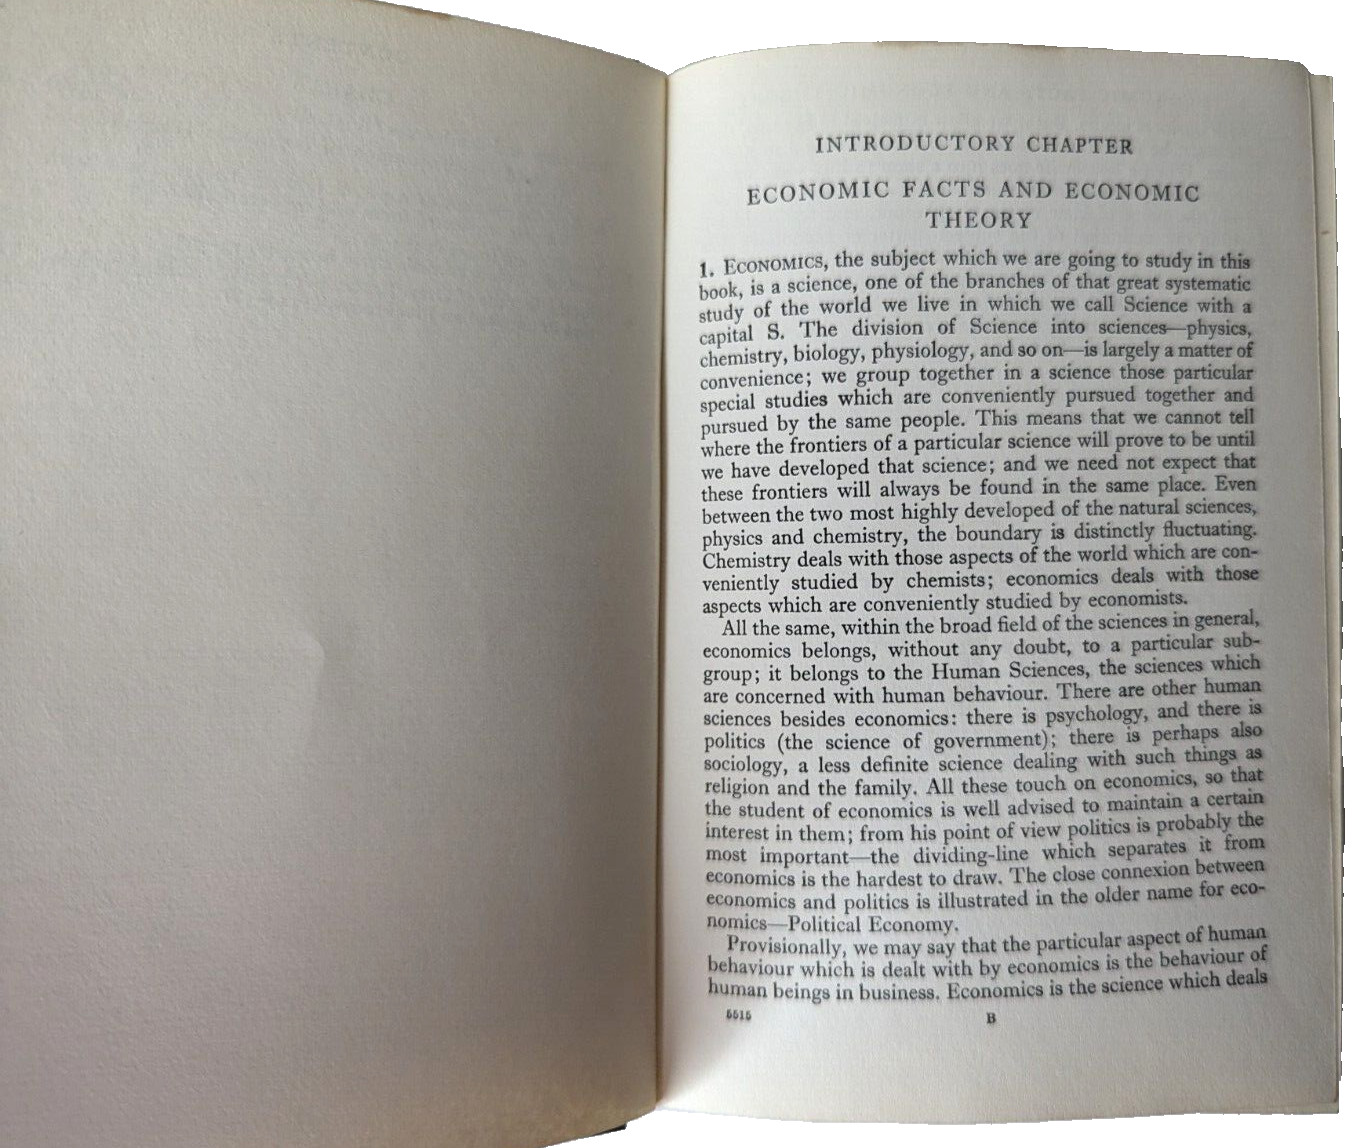 INTRODUCTORY CHAPTER
ECONOMIC FACTS AND ECONOMIC
THEORY
1. ECONOMICS, the subject which we are going to study in this
book, is a science, one of the branches of that great systematic
study of the world we live in which we call Science with a
capital S. The division of Science into sciences—physics,
chemistry, biology, physiology, and so on—is largely a matter of
convenience; we group together in a science those particular
special studies which are conveniently pursued together and
pursued by the same people. This means that we cannot tell
where the frontiers of a particular science will prove to be until
we have developed that science; and we need not expect that
these frontiers will always be found in the same place. Even
between the two most highly developed of the natural sciences,
physics and chemistry, the boundary is distinctly fluctuating.
Chemistry deals with those aspects of the world which are con-
veniently studied by chemists; economics deals with those
aspects which are conveniently studied by economists.
All the same, within the broad field of the sciences in general,
economics belongs, without any doubt, to a particular sub-
group; it belongs to the Human Sciences, the sciences which
are concerned with human behaviour. There are other human
sciences besides economics: there is psychology, and there is
politics (the science of government); there is perhaps also
sociology, a less definite science dealing with such things as
religion and the family. All these touch on economics, so that
the student of economics is well advised to maintain a certain
interest in them; from his point of view politics is probably the
most important—the dividing-line which separates it from
economics is the hardest to draw. The close connexion between
economics and politics is illustrated in the older name for eco-
nomics—Political Economy.
Provisionally, we may say that the particular aspect of human
behaviour which is dealt with by economics is the behaviour of
human beings in business. Economics is the science which deals
5515 B